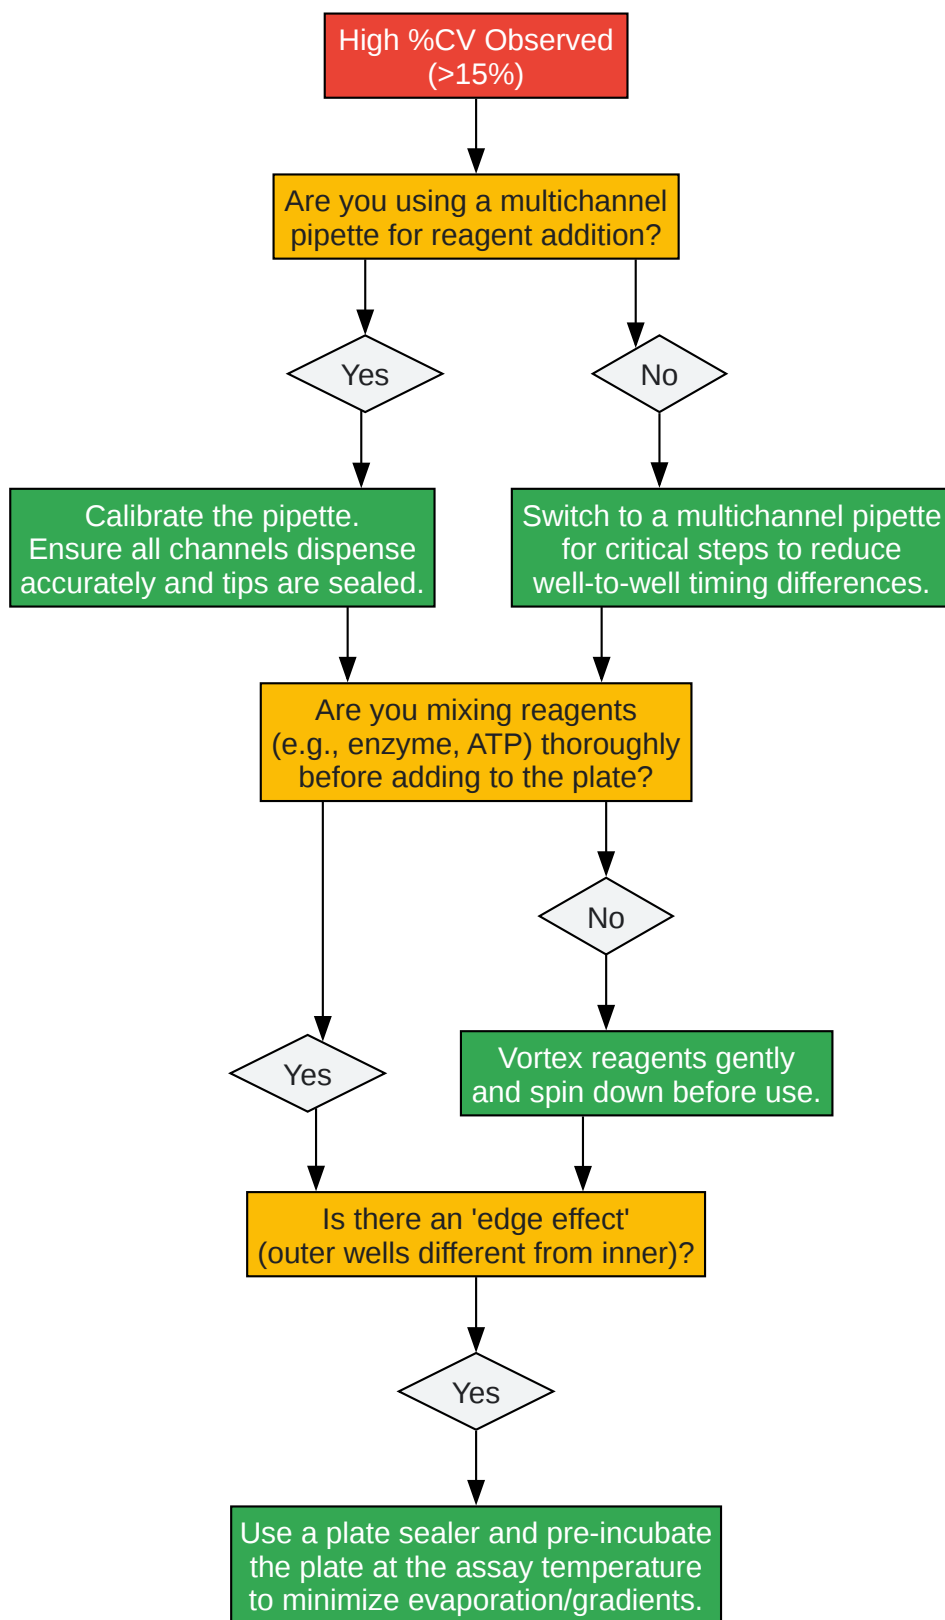 High %CV Observed
(>15%)
Are you using a multichannel
pipette for reagent addition?
Yes
No
Calibrate the pipette.
Ensure all channels dispense
accurately and tips are sealed.
Switch to a multichannel pipette
for critical steps to reduce
well-to-well timing differences.
Are you mixing reagents
(e.g., enzyme, ATP) thoroughly
before adding to the plate?
No
Yes
Vortex reagents gently
and spin down before use.
Is there an 'edge effect'
(outer wells different from inner)?
Yes
Use a plate sealer and pre-incubate
the plate at the assay temperature
to minimize evaporation/gradients.